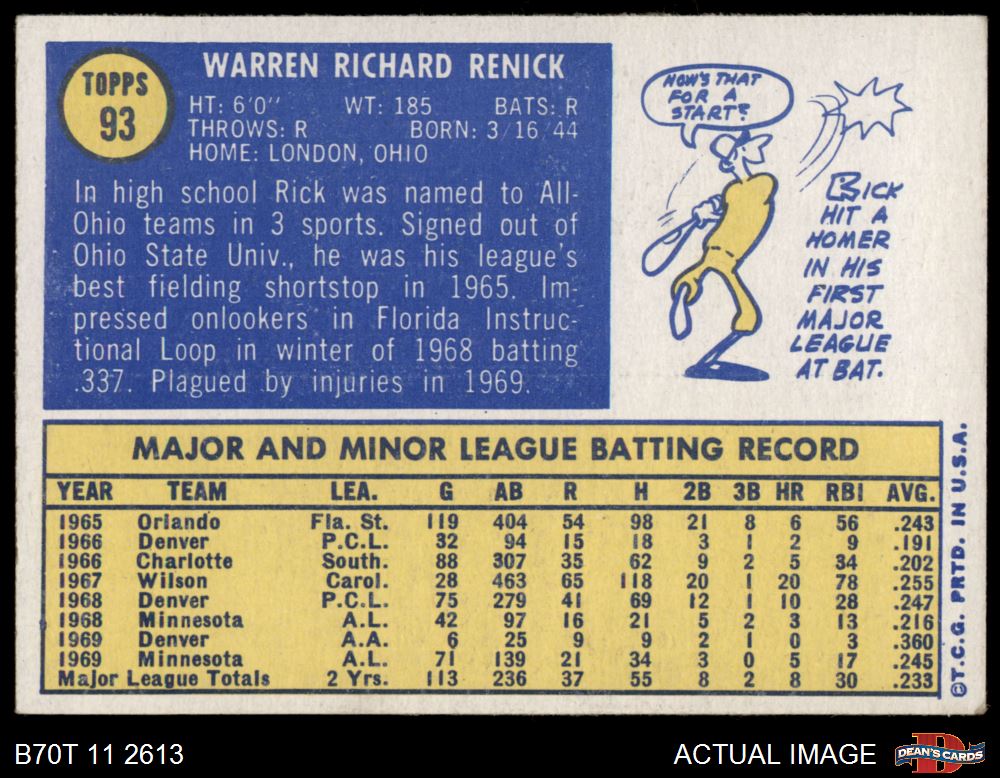 TOPPS
93
WARREN RICHARD RENICK
HT: 6'0" WT: 185 BATS: R
THROWS: R BORN: 3/16/44
HOME: LONDON, OHIO
In high school Rick was named to All-
Ohio teams in 3 sports. Signed out of
Ohio State Univ., he was his league's
best fielding shortstop in 1965. Im-
pressed onlookers in Florida Instruc-
tional Loop in winter of 1968 batting
.337. Plagued by injuries in 1969.
HOW'S THAT
FOR A
START?
RICK
HIT A
HOMER
IN HIS
FIRST
MAJOR
LEAGUE
AT BAT.
MAJOR AND MINOR LEAGUE BATTING RECORD
YEAR TEAM LEA. G AB R H 2B 3B HR RBI AVG.
1965 Orlando Fla. St. 119 404 54 98 21 8 6 56 .243
1966 Denver P.C.L. 32 94 15 18 3 1 2 9 .191
1966 Charlotte South. 88 307 35 62 9 2 5 34 .202
1967 Wilson Carol. 28 463 65 118 20 1 20 78 .255
1968 Denver P.C.L. 75 279 41 69 12 1 10 28 .247
1968 Minnesota A.L. 42 97 16 21 5 2 3 13 .216
1969 Denver A.A. 6 25 9 9 2 1 0 3 .360
1969 Minnesota A.L. 71 139 21 34 3 0 5 17 .245
Major League Totals 2 Yrs. 113 236 37 55 8 2 8 30 .233
©T.C.G. PRTD. IN U.S.A.
B70T 11 2613
ACTUAL IMAGE
DEAN'S CARDS